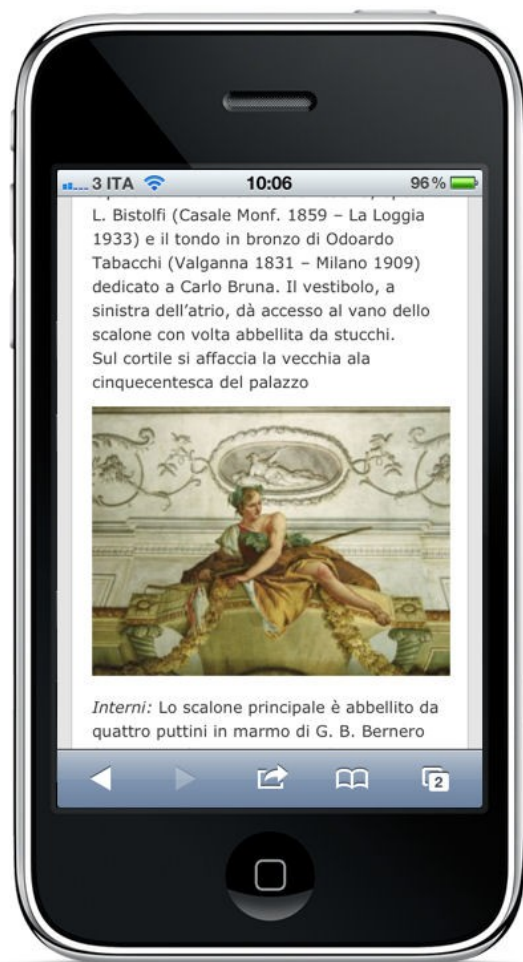 3 ITA 10:06 96 %
L. Bistolfi (Casale Monf. 1859 – La Loggia
1933) e il tondo in bronzo di Odoardo
Tabacchi (Valganna 1831 – Milano 1909)
dedicato a Carlo Bruna. Il vestibolo, a
sinistra dell’atrio, dà accesso al vano dello
scalone con volta abbellita da stucchi.
Sul cortile si affaccia la vecchia ala
cinquecentesca del palazzo
Interni: Lo scalone principale è abbellito da
quattro puttini in marmo di G. B. Bernero
2